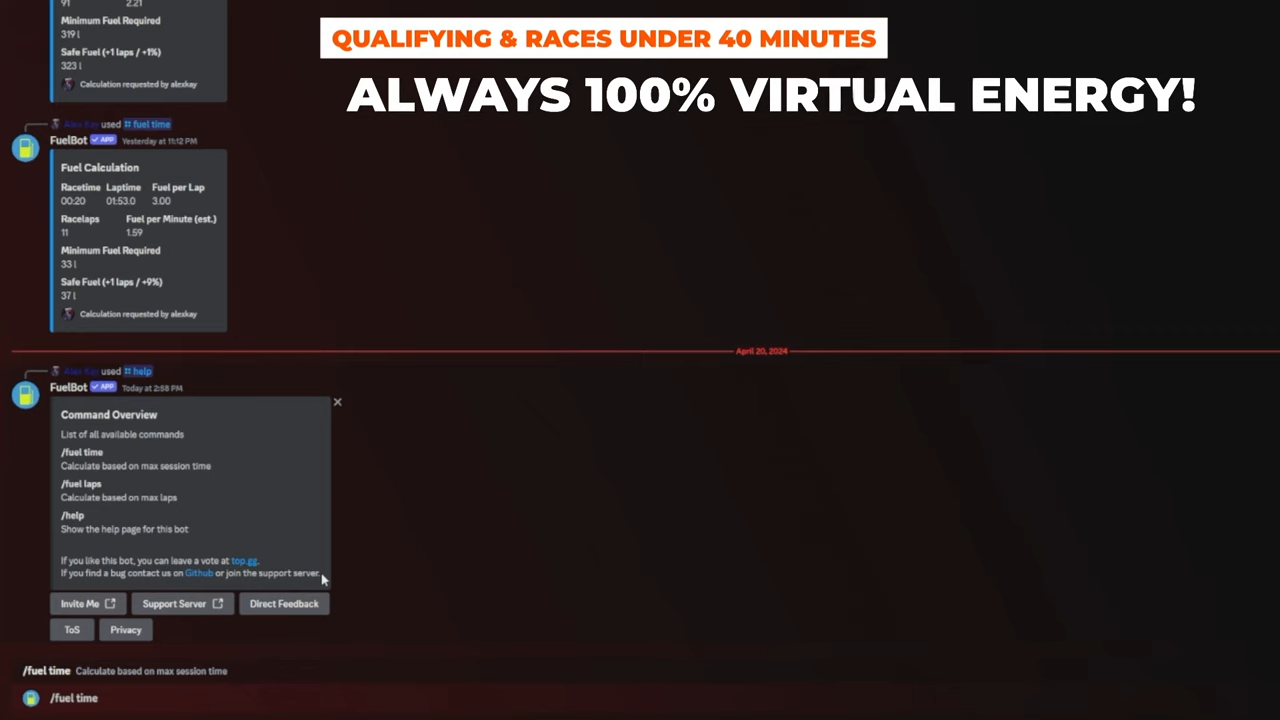 QUALIFYING & RACES UNDER 40 MINUTES
ALWAYS 100% VIRTUAL ENERGY!
91 2.21
Minimum Fuel Required
319 l
Safe Fuel (+1 laps / +1%)
323 l
Calculation requested by alexkay
Alex Kay used fuel time
FuelBot APP Yesterday at 11:12 PM
Fuel Calculation
Racetime Laptime Fuel per Lap
00:20 01:53.0 3.00
Racelaps Fuel per Minute (est.)
11 1.59
Minimum Fuel Required
33 l
Safe Fuel (+1 laps / +9%)
37 l
Calculation requested by alexkay
April 20, 2024
Alex Kay used help
FuelBot APP Today at 2:58 PM
Command Overview
List of all available commands
/fuel time
Calculate based on max session time
/fuel laps
Calculate based on max laps
/help
Show the help page for this bot
If you like this bot, you can leave a vote at top.gg.
If you find a bug contact us on Github or join the support server.
Invite Me Support Server Direct Feedback
ToS Privacy
/fuel time Calculate based on max session time
/fuel time